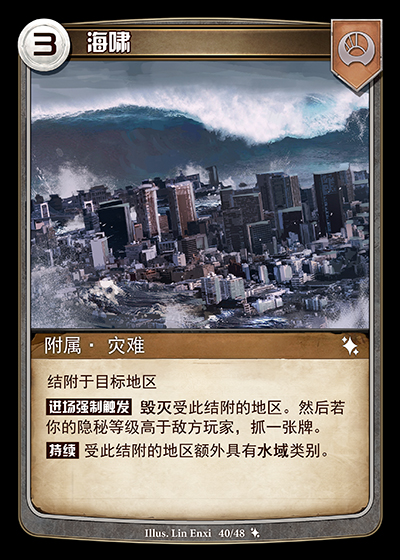 3 海啸
附属· 灾难
结附于目标地区
进场强制触发 毁灭受此结附的地区。然后若
你的隐秘等级高于敌方玩家，抓一张牌。
持续 受此结附的地区额外具有水域类别。
Illus. Lin Enxi 40/48